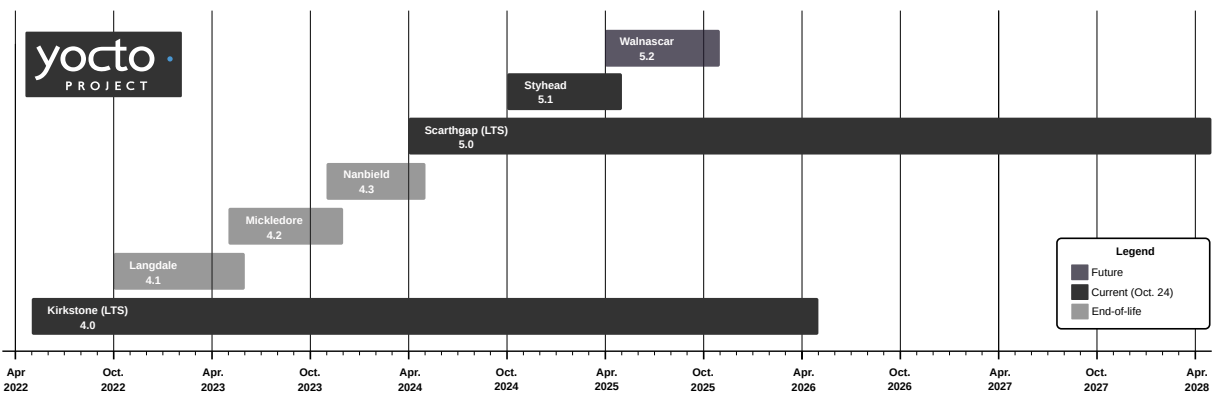 yocto
PROJECT
Walnascar
5.2
Styhead
5.1
Scarthgap (LTS)
5.0
Nanbield
4.3
Mickledore
4.2
Langdale
4.1
Kirkstone (LTS)
4.0
Legend
Future
Current (Oct. 24)
End-of-life
Apr
2022
Oct.
2022
Apr.
2023
Oct.
2023
Apr.
2024
Oct.
2024
Apr.
2025
Oct.
2025
Apr.
2026
Oct.
2026
Apr.
2027
Oct.
2027
Apr.
2028